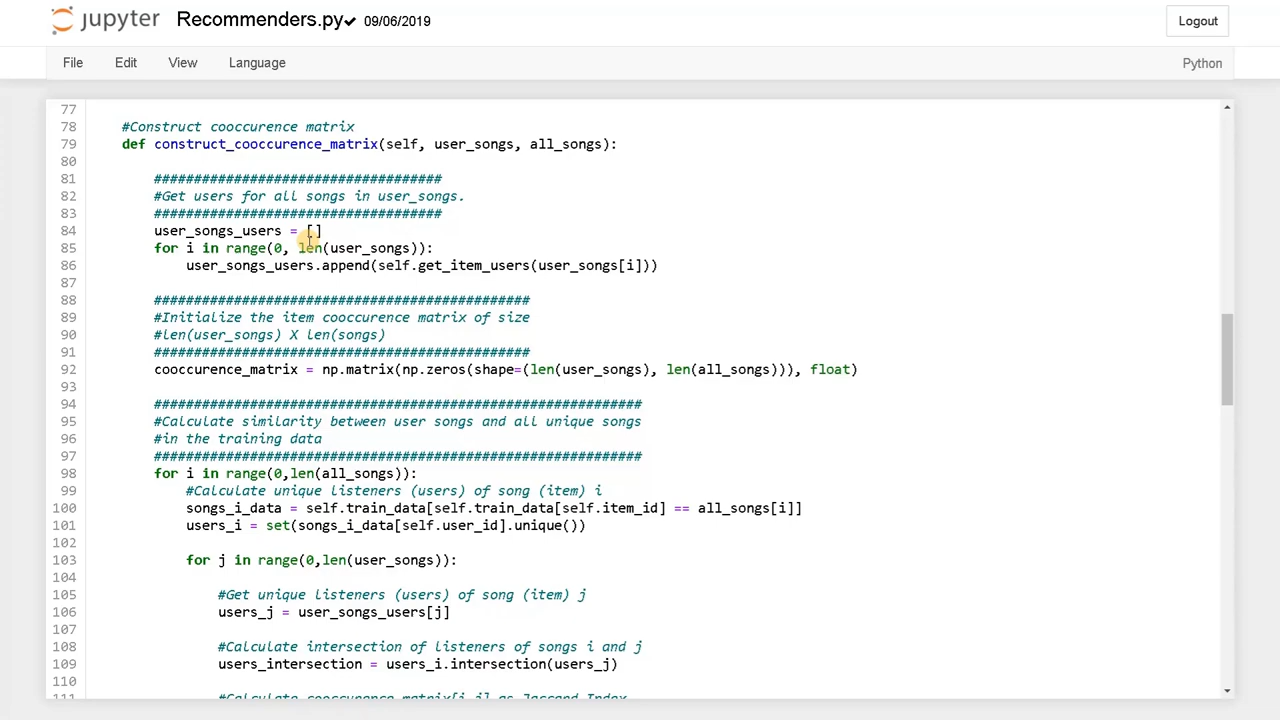 jupyter Recommenders.py✔ 09/06/2019 Logout
File Edit View Language Python
77
78 #Construct cooccurence matrix
79 def construct_cooccurence_matrix(self, user_songs, all_songs):
80
81 ####################################
82 #Get users for all songs in user_songs.
83 ####################################
84 user_songs_users = []
85 for i in range(0, len(user_songs)):
86 user_songs_users.append(self.get_item_users(user_songs[i]))
87
88 ###############################################
89 #Initialize the item cooccurence matrix of size
90 #len(user_songs) X len(songs)
91 ###############################################
92 cooccurence_matrix = np.matrix(np.zeros(shape=(len(user_songs), len(all_songs))), float)
93
94 #############################################################
95 #Calculate similarity between user songs and all unique songs
96 #in the training data
97 #############################################################
98 for i in range(0,len(all_songs)):
99 #Calculate unique listeners (users) of song (item) i
100 songs_i_data = self.train_data[self.train_data[self.item_id] == all_songs[i]]
101 users_i = set(songs_i_data[self.user_id].unique())
102
103 for j in range(0,len(user_songs)):
104
105 #Get unique listeners (users) of song (item) j
106 users_j = user_songs_users[j]
107
108 #Calculate intersection of listeners of songs i and j
109 users_intersection = users_i.intersection(users_j)
110
111 #Calculate cooccurence_matrix[i,j] as Jaccard Index